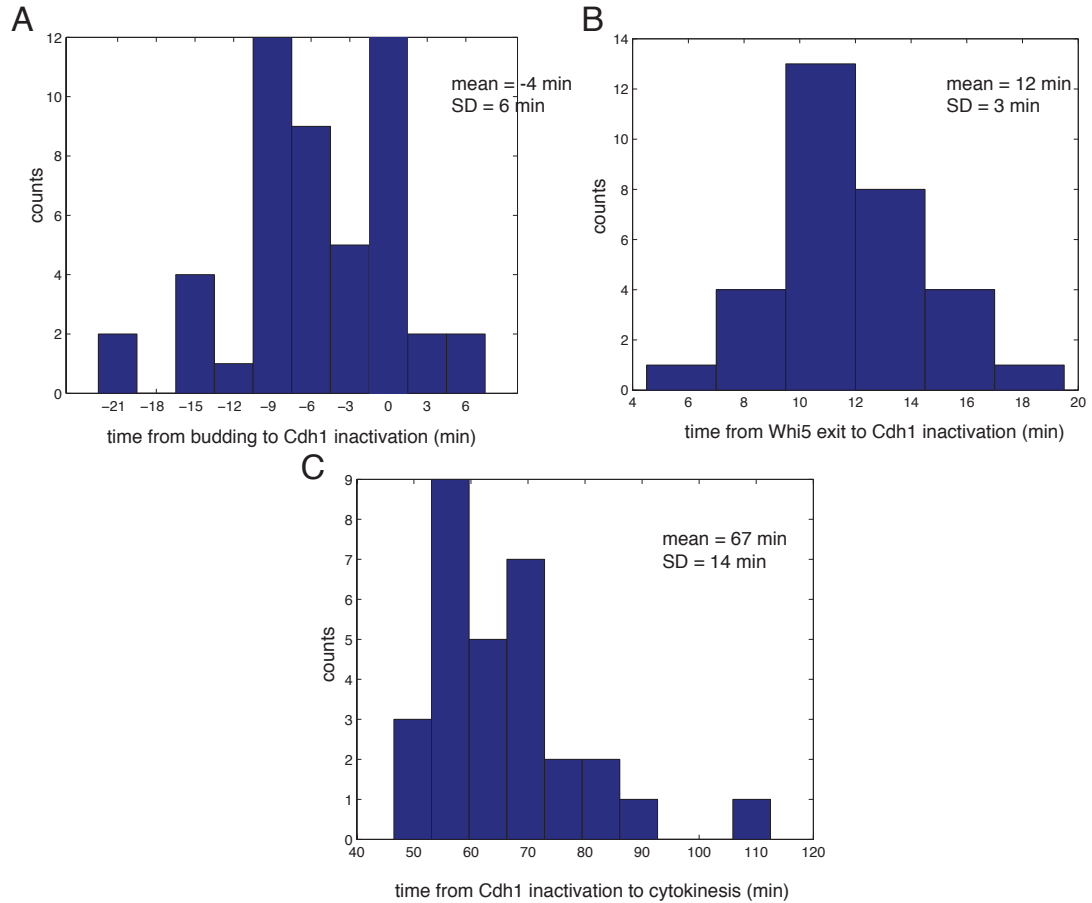 A
12
10
8
6
4
2
0
counts
mean = -4 min
SD = 6 min
−21 −18 −15 −12 −9 −6 −3 0 3 6
time from budding to Cdh1 inactivation (min)
B
14
12
10
8
6
4
2
0
counts
mean = 12 min
SD = 3 min
4 6 8 10 12 14 16 18 20
time from Whi5 exit to Cdh1 inactivation (min)
C
9
8
7
6
5
4
3
2
1
0
counts
mean = 67 min
SD = 14 min
40 50 60 70 80 90 100 110 120
time from Cdh1 inactivation to cytokinesis (min)